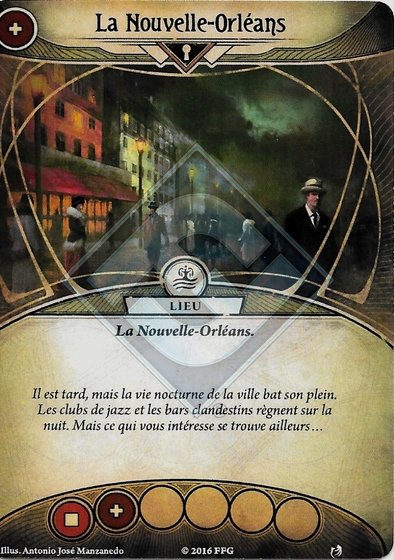 La Nouvelle-Orléans
LIEU
La Nouvelle-Orléans.
Il est tard, mais la vie nocturne de la ville bat son plein.
Les clubs de jazz et les bars clandestins règnent sur la
nuit. Mais ce qui vous intéresse se trouve ailleurs…
Illus. Antonio José Manzanedo
© 2016 FFG